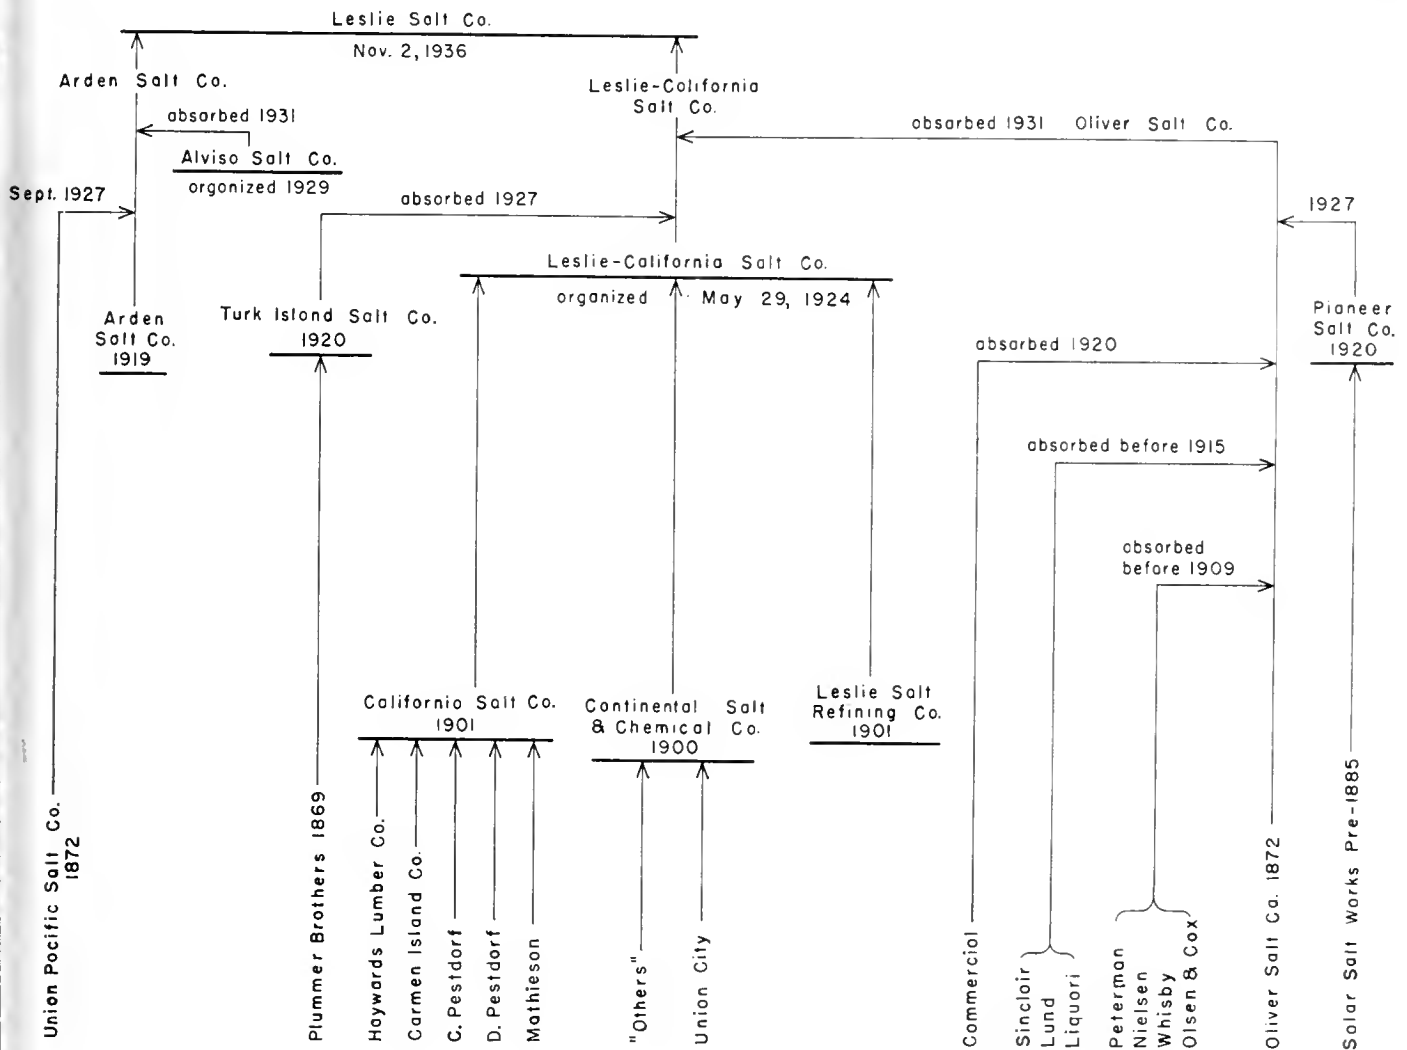 Leslie Salt Co.
Nov. 2, 1936
Arden Salt Co.
Leslie-California
Salt Co.
absorbed 1931
absorbed 1931 Oliver Salt Co.
Alviso Salt Co.
organized 1929
Sept. 1927
absorbed 1927
1927
Leslie-California Salt Co.
organized May 29, 1924
Arden
Salt Co.
1919
Turk Island Salt Co.
1920
Pioneer
Salt Co.
1920
absorbed 1920
absorbed before 1915
absorbed
before 1909
California Salt Co.
1901
Continental Salt
& Chemical Co.
1900
Leslie Salt
Refining Co.
1901
Union Pacific Salt Co.
1872
Plummer Brothers 1869
Haywards Lumber Co.
Carmen Island Co.
C. Pestdorf
D. Pestdorf
Mathieson
"Others"
Union City
Commercial
Sinclair
Lund
Liquori
Peterman
Nielsen
Whisby
Olsen & Cox
Oliver Salt Co. 1872
Solar Salt Works Pre-1885